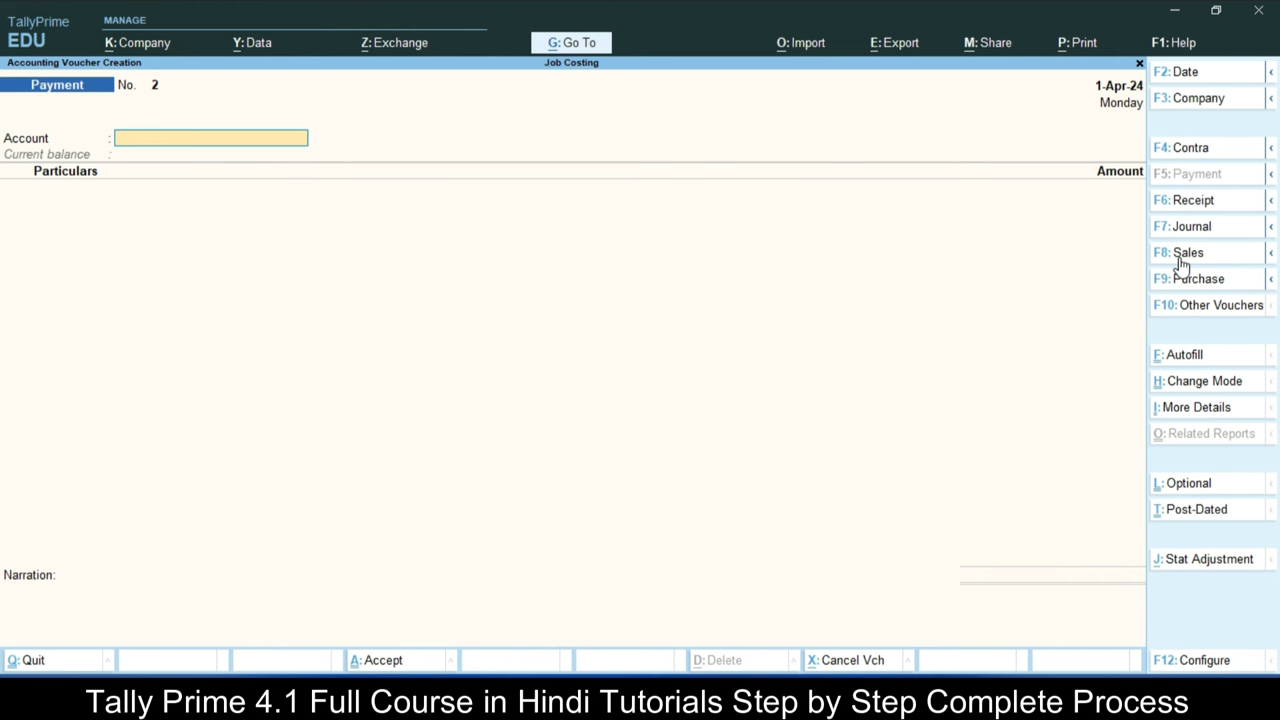 TallyPrime
EDU
MANAGE
K: Company
Y: Data
Z: Exchange
G: Go To
O: Import
E: Export
M: Share
P: Print
F1: Help
Accounting Voucher Creation
Job Costing
Payment No. 2
1-Apr-24
Monday
Account :
Current balance :
Particulars
Amount
Narration:
F2: Date
F3: Company
F4: Contra
F5: Payment
F6: Receipt
F7: Journal
F8: Sales
F9: Purchase
F10: Other Vouchers
F: Autofill
H: Change Mode
I: More Details
O: Related Reports
L: Optional
T: Post-Dated
J: Stat Adjustment
F12: Configure
Q: Quit
A: Accept
D: Delete
X: Cancel Vch
Tally Prime 4.1 Full Course in Hindi Tutorials Step by Step Complete Process